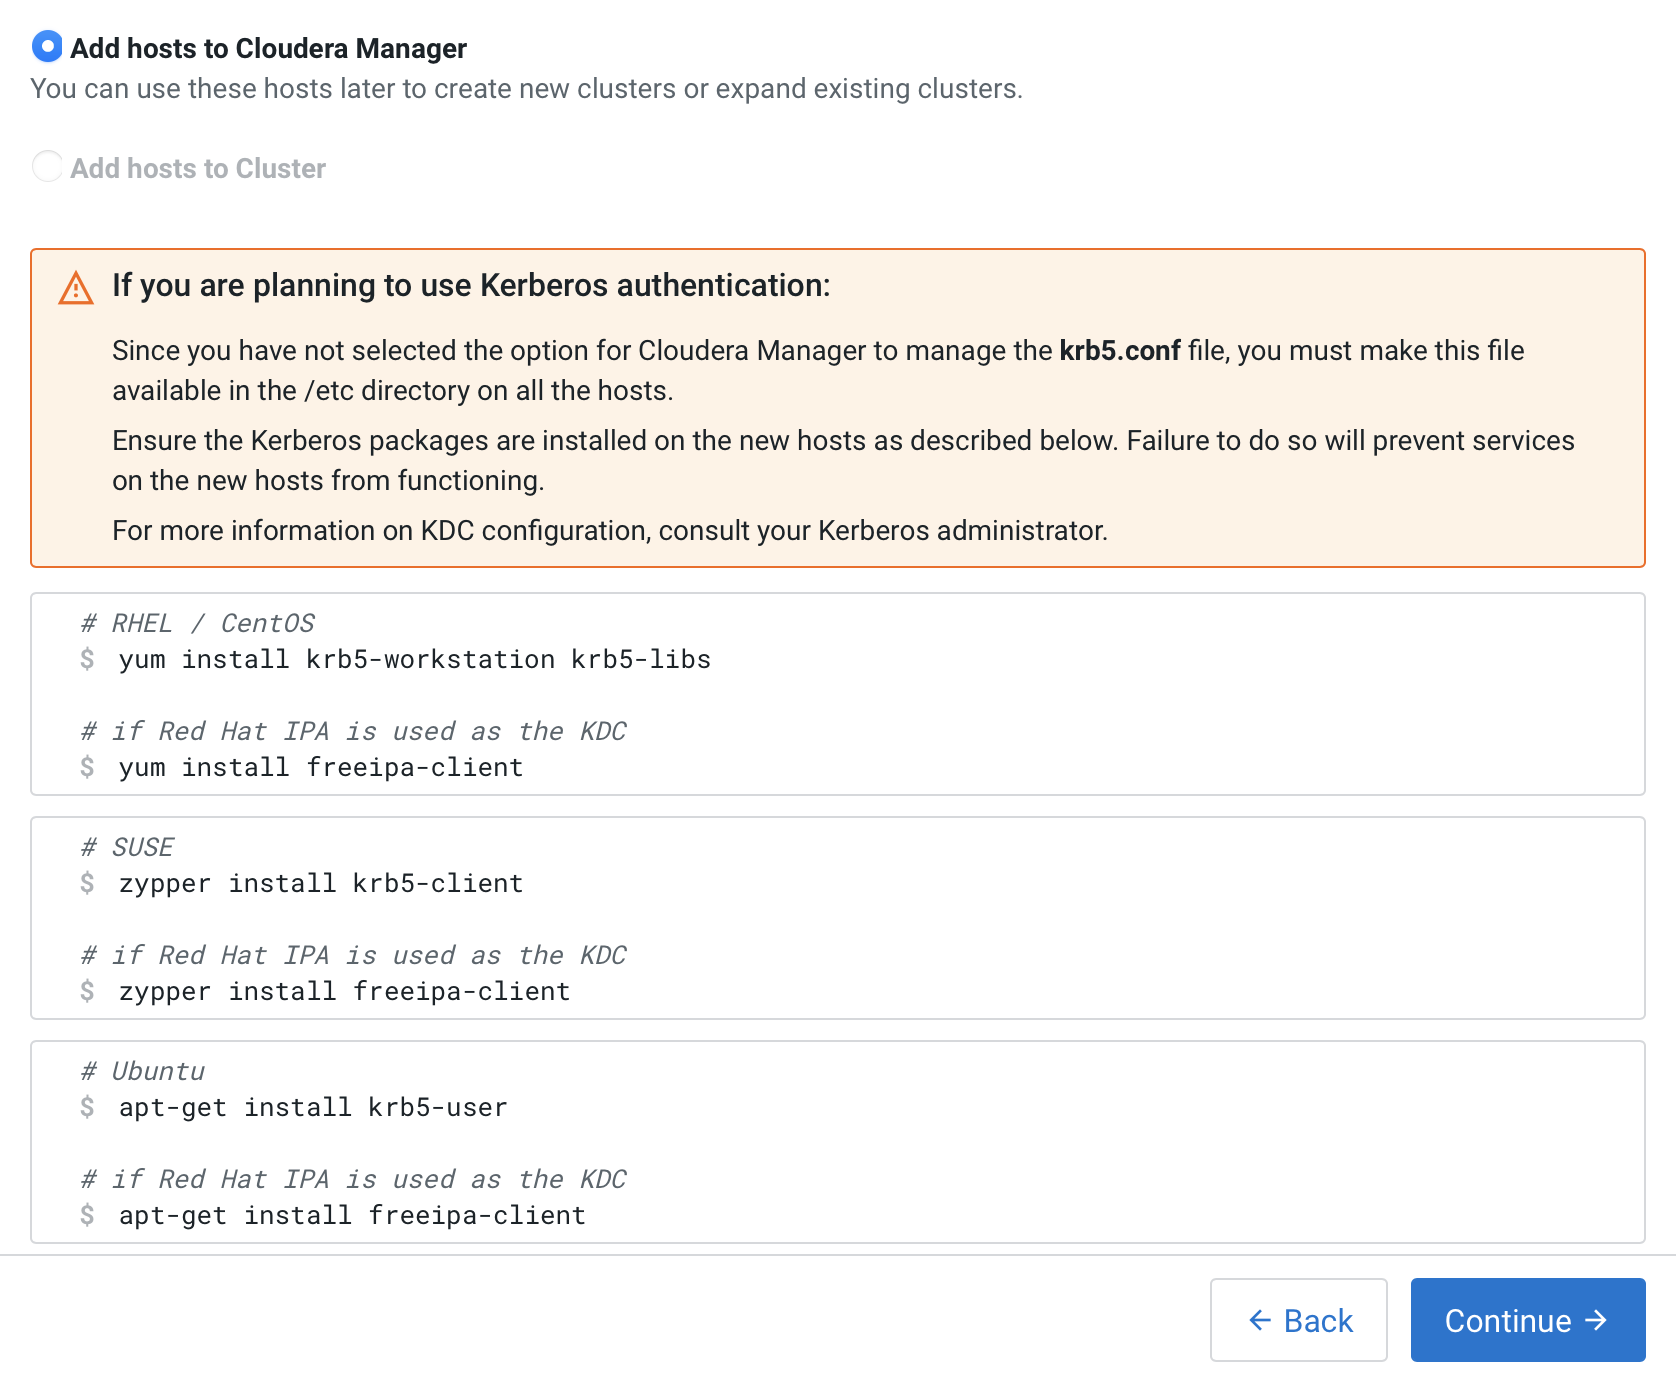 Add hosts to Cloudera Manager
You can use these hosts later to create new clusters or expand existing clusters.
Add hosts to Cluster
If you are planning to use Kerberos authentication:
Since you have not selected the option for Cloudera Manager to manage the krb5.conf file, you must make this file
available in the /etc directory on all the hosts.
Ensure the Kerberos packages are installed on the new hosts as described below. Failure to do so will prevent services
on the new hosts from functioning.
For more information on KDC configuration, consult your Kerberos administrator.
# RHEL / CentOS
$ yum install krb5-workstation krb5-libs
# if Red Hat IPA is used as the KDC
$ yum install freeipa-client
# SUSE
$ zypper install krb5-client
# if Red Hat IPA is used as the KDC
$ zypper install freeipa-client
# Ubuntu
$ apt-get install krb5-user
# if Red Hat IPA is used as the KDC
$ apt-get install freeipa-client
← Back
Continue →